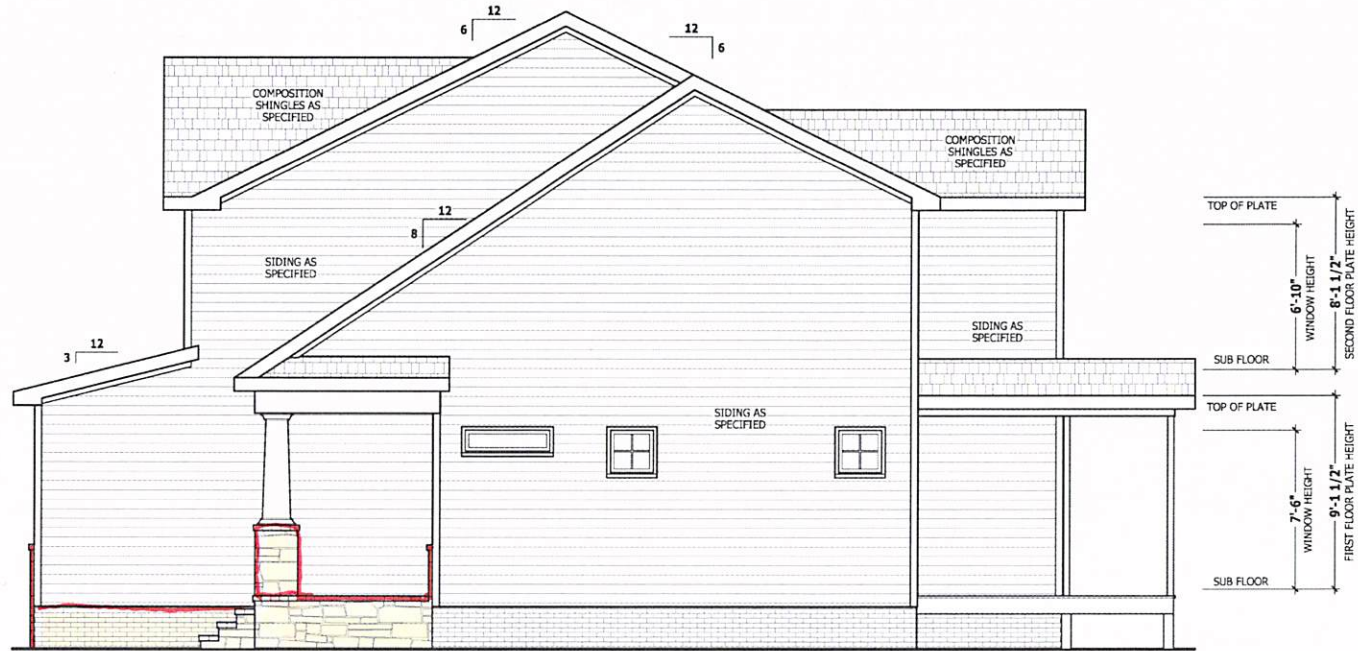 12
6
12
6
COMPOSITION
SHINGLES AS
SPECIFIED
COMPOSITION
SHINGLES AS
SPECIFIED
12
8
SIDING AS
SPECIFIED
12
3
SIDING AS
SPECIFIED
SIDING AS
SPECIFIED
TOP OF PLATE
6'-10"
WINDOW HEIGHT
8'-1 1/2"
SECOND FLOOR PLATE HEIGHT
SUB FLOOR
TOP OF PLATE
7'-6"
WINDOW HEIGHT
9'-1 1/2"
FIRST FLOOR PLATE HEIGHT
SUB FLOOR